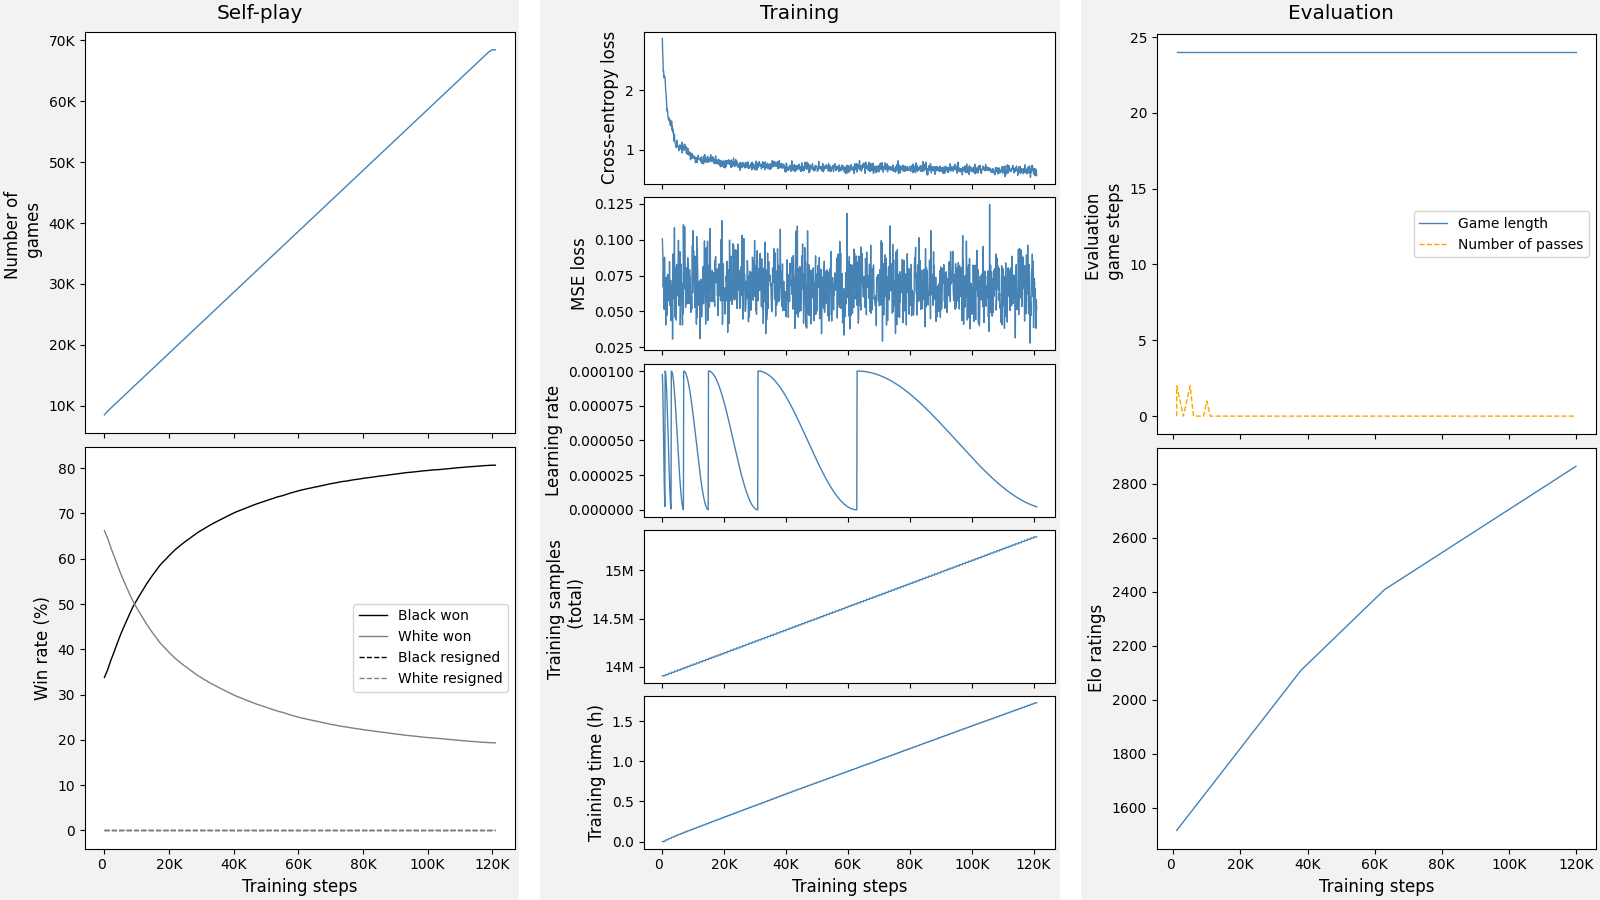 Self-play
70K
60K
50K
40K
30K
20K
10K
Number of
games
80
70
60
50
40
30
20
10
0
Win rate (%)
Black won
White won
Black resigned
White resigned
0
20K
40K
60K
80K
100K
120K
Training steps
Training
2
1
Cross-entropy loss
0.125
0.100
0.075
0.050
0.025
MSE loss
0.000100
0.000075
0.000050
0.000025
0.000000
Learning rate
15M
14.5M
14M
Training samples
(total)
1.5
1.0
0.5
0.0
Training time (h)
0
20K
40K
60K
80K
100K
120K
Training steps
Evaluation
25
20
15
10
5
0
Evaluation
game steps
Game length
Number of passes
2800
2600
2400
2200
2000
1800
1600
Elo ratings
0
20K
40K
60K
80K
100K
120K
Training steps